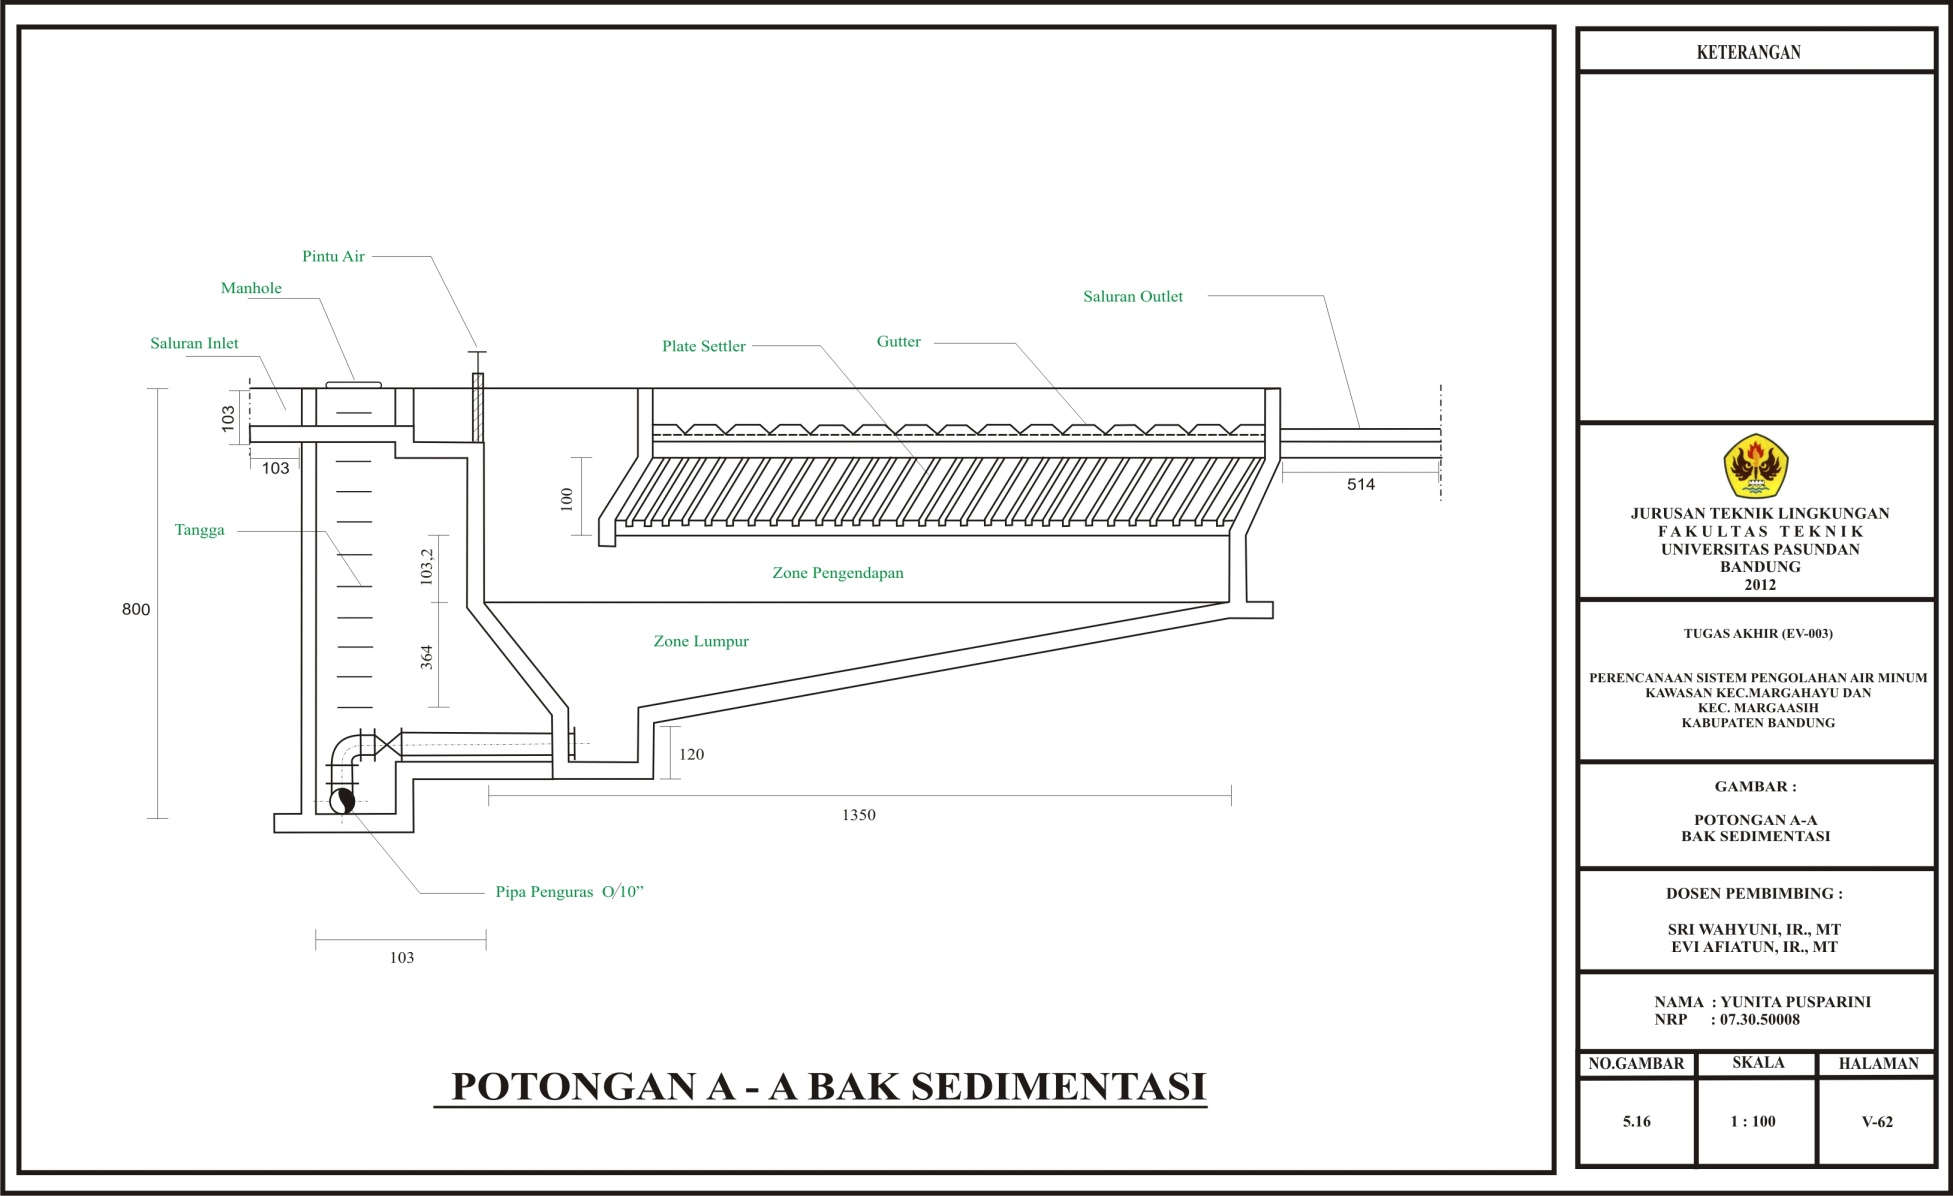 Pintu Air
Manhole
Saluran Inlet
Saluran Outlet
Plate Settler
Gutter
103
103
514
100
Tangga
103,2
Zone Pengendapan
800
Zone Lumpur
364
120
1350
Pipa Penguras O/10”
103
POTONGAN A - A BAK SEDIMENTASI
KETERANGAN
JURUSAN TEKNIK LINGKUNGAN
FAKULTAS TEKNIK
UNIVERSITAS PASUNDAN
BANDUNG
2012
TUGAS AKHIR (EV-003)
PERENCANAAN SISTEM PENGOLAHAN AIR MINUM
KAWASAN KEC.MARGAHAYU DAN
KEC. MARGAASIH
KABUPATEN BANDUNG
GAMBAR :
POTONGAN A-A
BAK SEDIMENTASI
DOSEN PEMBIMBING :
SRI WAHYUNI, IR., MT
EVI AFIATUN, IR., MT
NAMA : YUNITA PUSPARINI
NRP : 07.30.50008
NO.GAMBAR SKALA HALAMAN
5.16 1 : 100 V-62